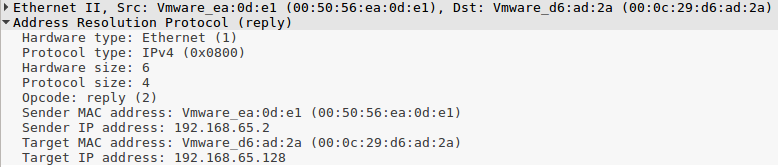 Ethernet II, Src: Vmware_ea:0d:e1 (00:50:56:ea:0d:e1), Dst: Vmware_d6:ad:2a (00:0c:29:d6:ad:2a)
Address Resolution Protocol (reply)
Hardware type: Ethernet (1)
Protocol type: IPv4 (0x0800)
Hardware size: 6
Protocol size: 4
Opcode: reply (2)
Sender MAC address: Vmware_ea:0d:e1 (00:50:56:ea:0d:e1)
Sender IP address: 192.168.65.2
Target MAC address: Vmware_d6:ad:2a (00:0c:29:d6:ad:2a)
Target IP address: 192.168.65.128